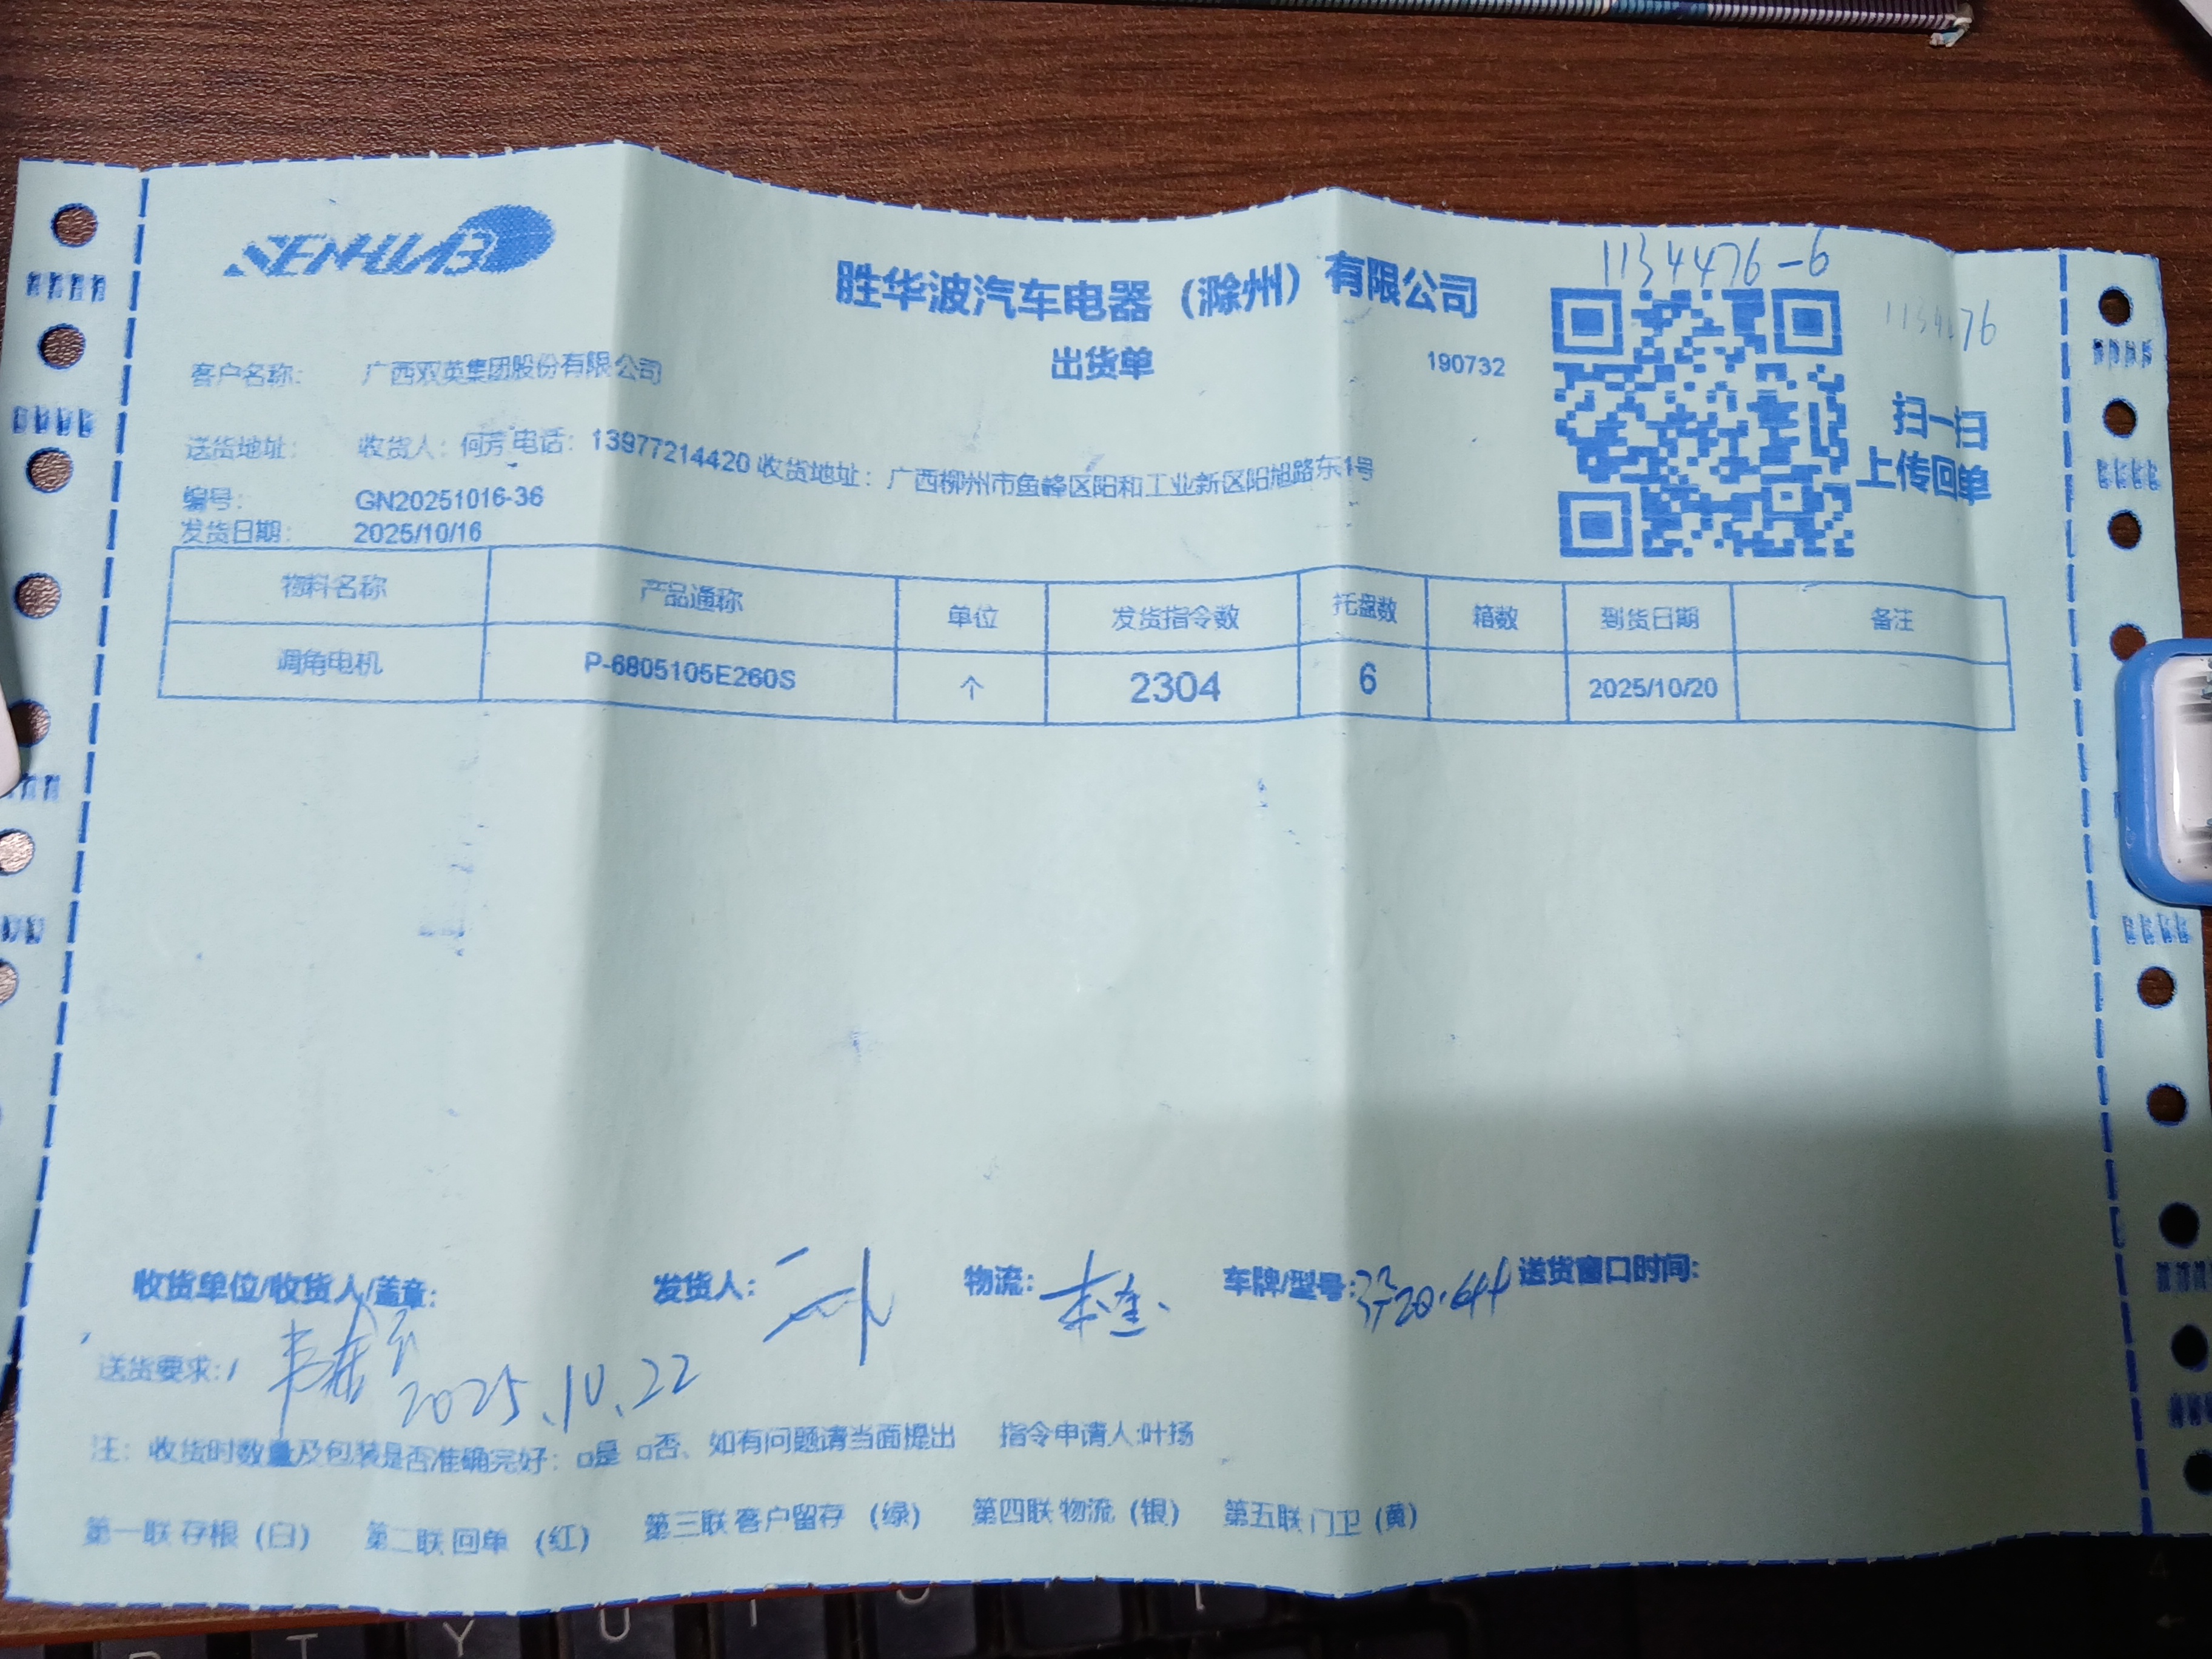 SENHUAB
1134476-6
胜华波汽车电器（滁州）有限公司
1134476
出货单
190732
扫一扫
上传回单
客户名称： 广西双英集团股份有限公司
送货地址： 收货人：何芳 电话：13977214420 收货地址：广西柳州市鱼峰区阳和工业新区阳旭路东1号
编号： GN20251016-36
发货日期： 2025/10/16
物料名称 产品通称 单位 发货指令数 托盘数 箱数 到货日期 备注
调角电机 P-6805105E260S 个 2304 6 2025/10/20
收货单位/收货人/盖章： 发货人： 物流： 车牌/型号： 送货窗口时间：
送货要求：/
2025.10.22
注：收货时数量及包装是否准确完好：□是 □否、如有问题请当面提出 指令申请人:叶扬
第一联 存根（白） 第二联 回单 （红） 第三联 客户留存 （绿） 第四联 物流（银） 第五联 门卫（黄）
T Y U I O P